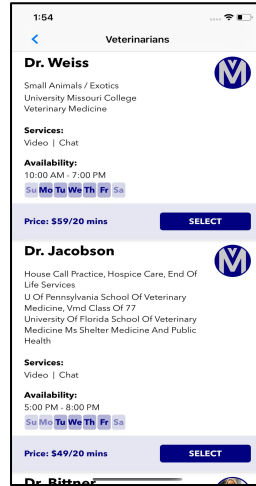 1:54
Veterinarians
Dr. Weiss
Small Animals / Exotics
University Missouri College
Veterinary Medicine
Services:
Video | Chat
Availability:
10:00 AM - 7:00 PM
Su Mo Tu We Th Fr Sa
Price: $59/20 mins
SELECT
Dr. Jacobson
House Call Practice, Hospice Care, End Of
Life Services
U Of Pennsylvania School Of Veterinary
Medicine, Vmd Class Of 77
University Of Florida School Of Veterinary
Medicine Ms Shelter Medicine And Public
Health
Services:
Video | Chat
Availability:
5:00 PM - 8:00 PM
Su Mo Tu We Th Fr Sa
Price: $49/20 mins
SELECT
Dr. Bittner